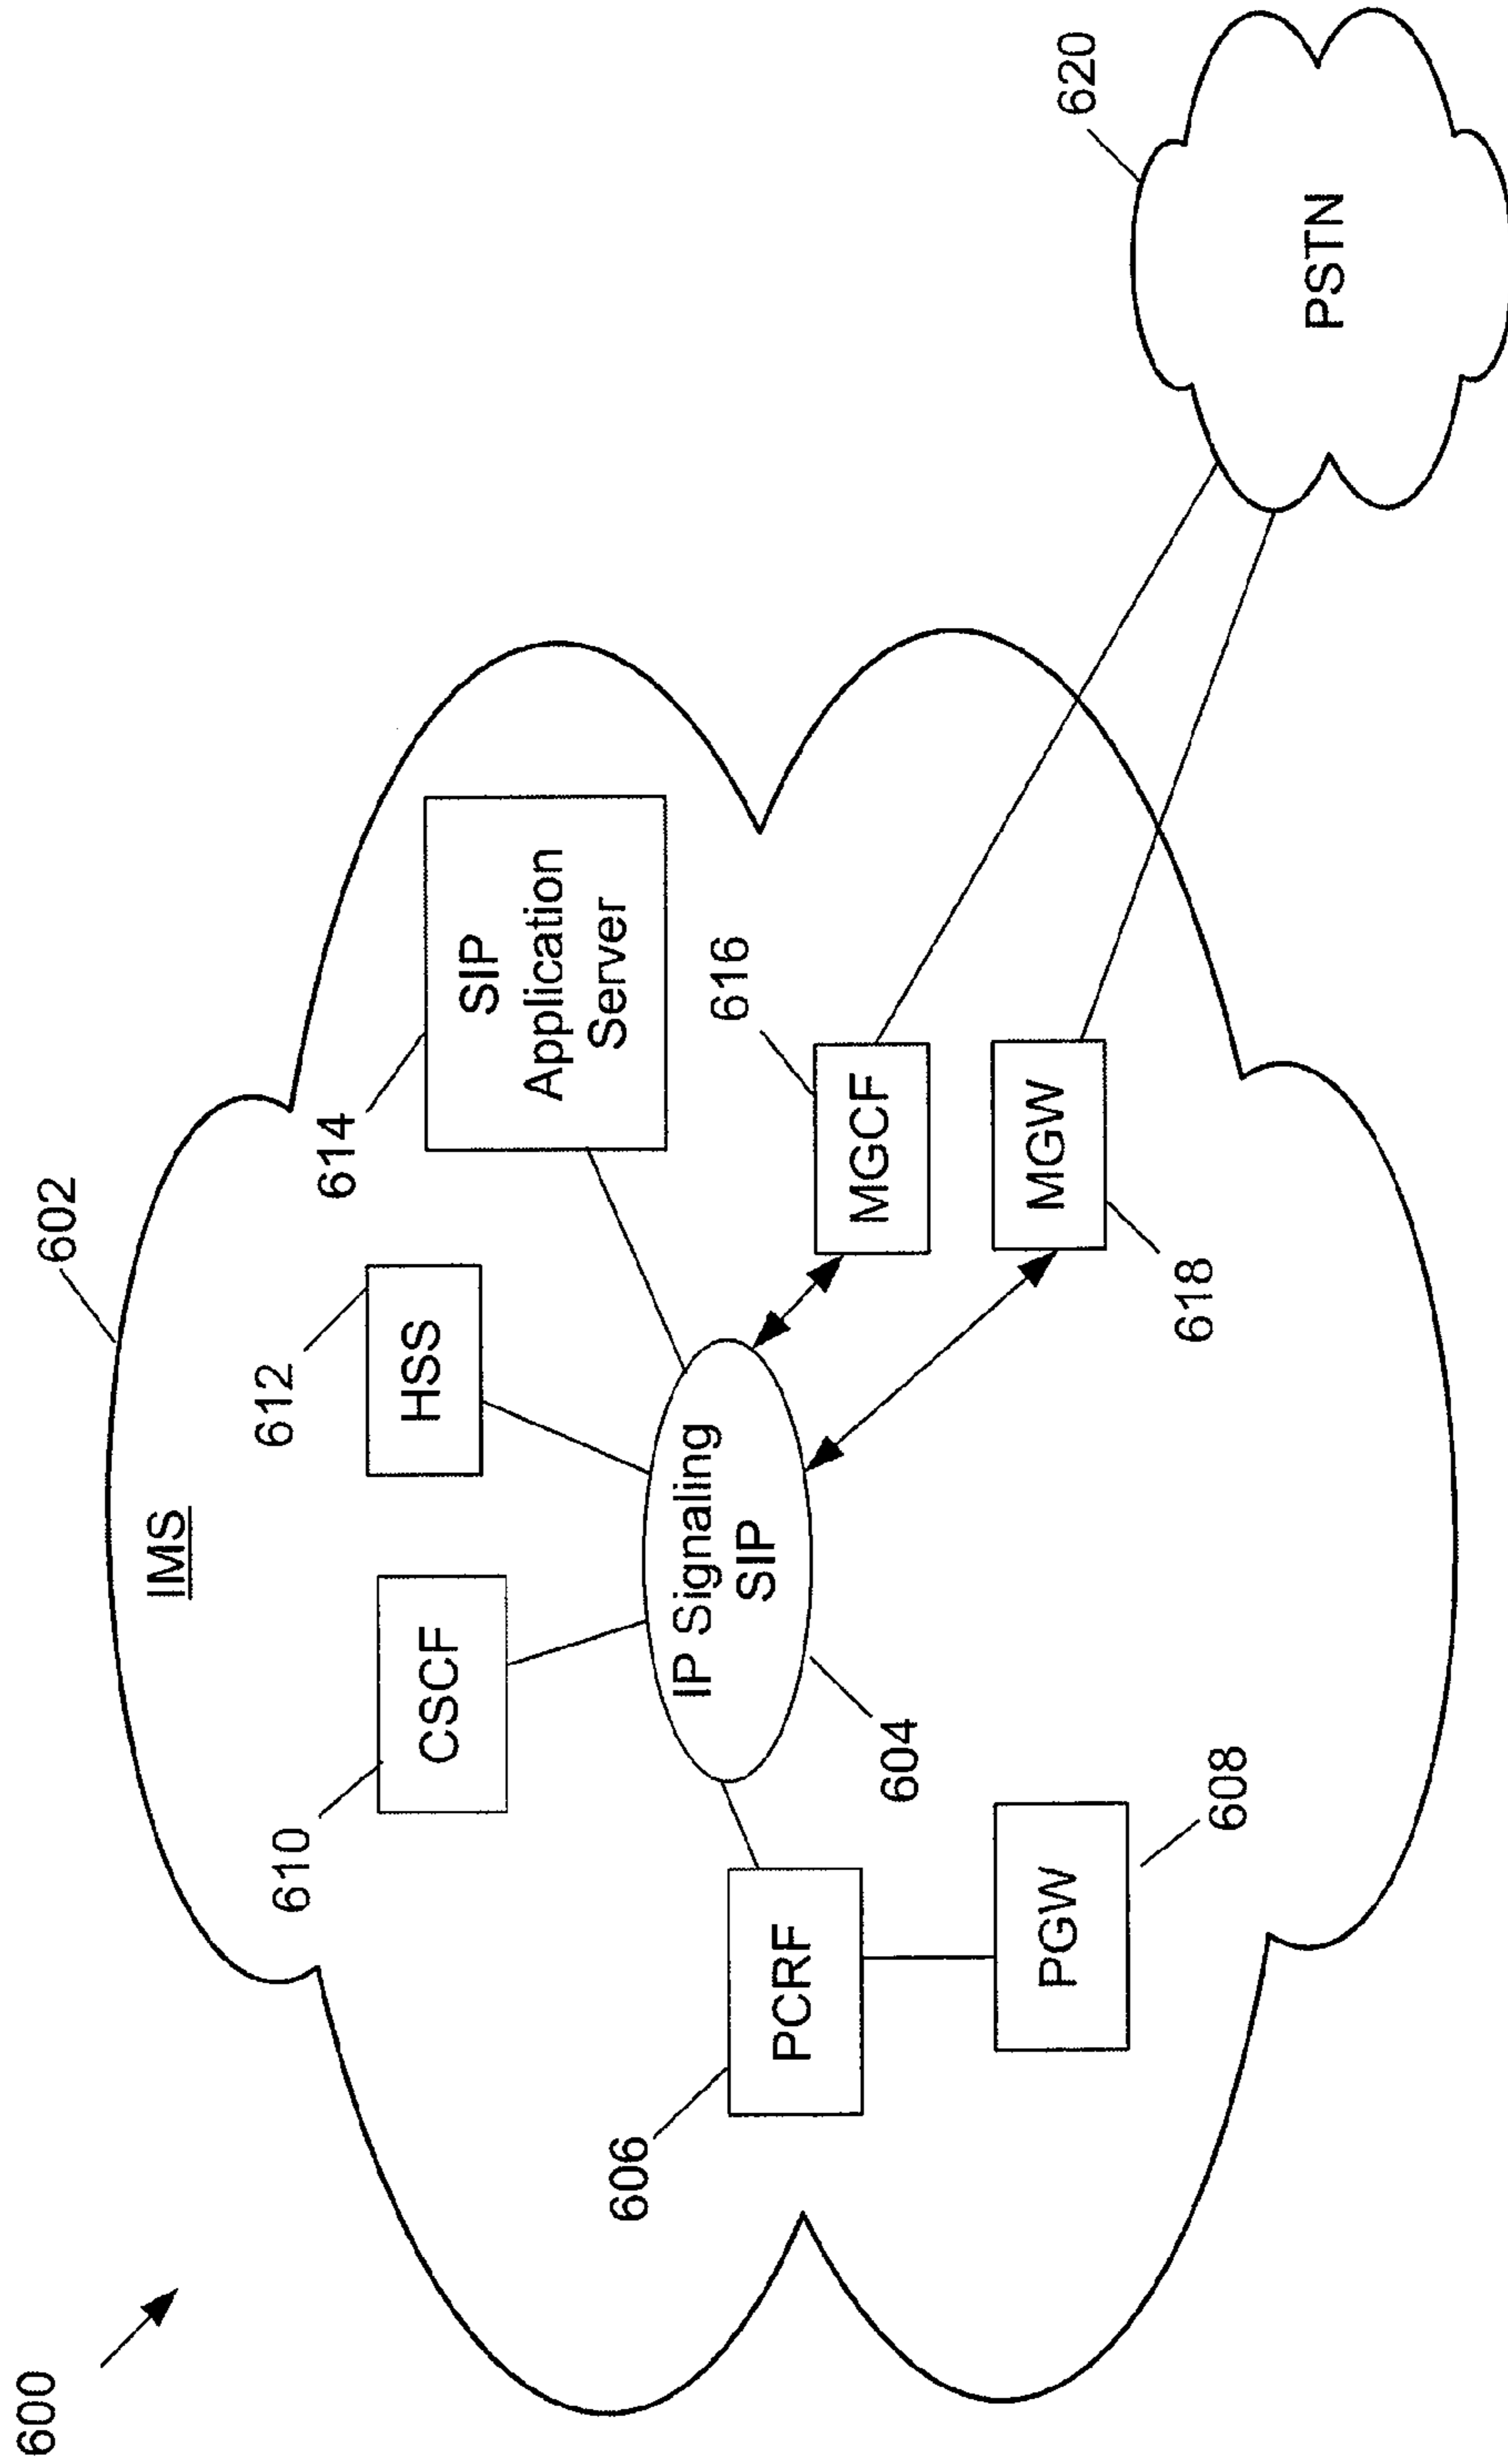 600
602
IMS
610
CSCF
612
HSS
614
SIP
Application
Server
IP Signaling
SIP
604
606
PCRF
PGW
608
616
MGCF
MGW
618
620
PSTN